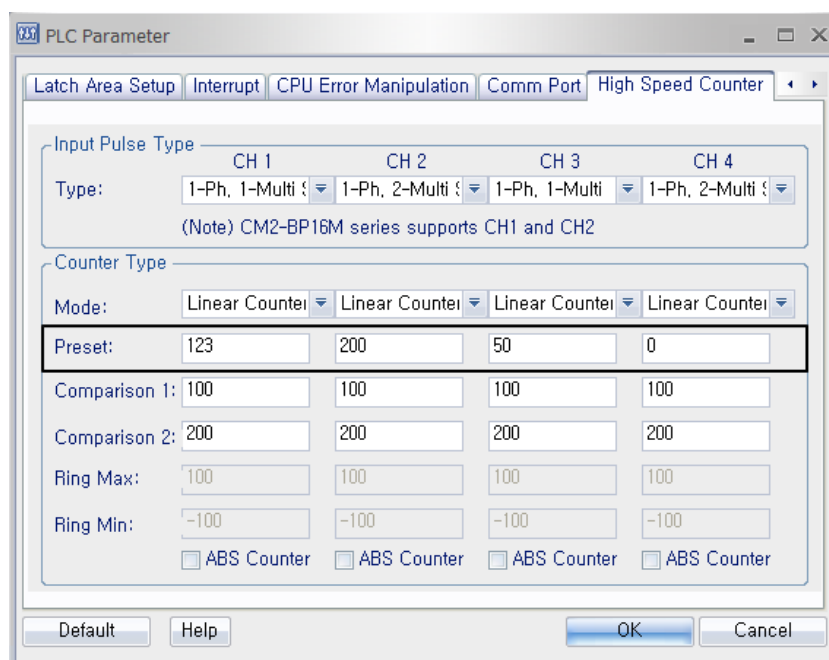 PLC Parameter
Latch Area Setup Interrupt CPU Error Manipulation Comm Port High Speed Counter
Input Pulse Type
CH 1 CH 2 CH 3 CH 4
Type: 1-Ph, 1-Multi 1-Ph, 2-Multi 1-Ph, 1-Multi 1-Ph, 2-Multi
(Note) CM2-BP16M series supports CH1 and CH2
Counter Type
Mode: Linear Counter Linear Counter Linear Counter Linear Counter
Preset: 123 200 50 0
Comparison 1: 100 100 100 100
Comparison 2: 200 200 200 200
Ring Max: 100 100 100 100
Ring Min: -100 -100 -100 -100
ABS Counter ABS Counter ABS Counter ABS Counter
Default Help OK Cancel